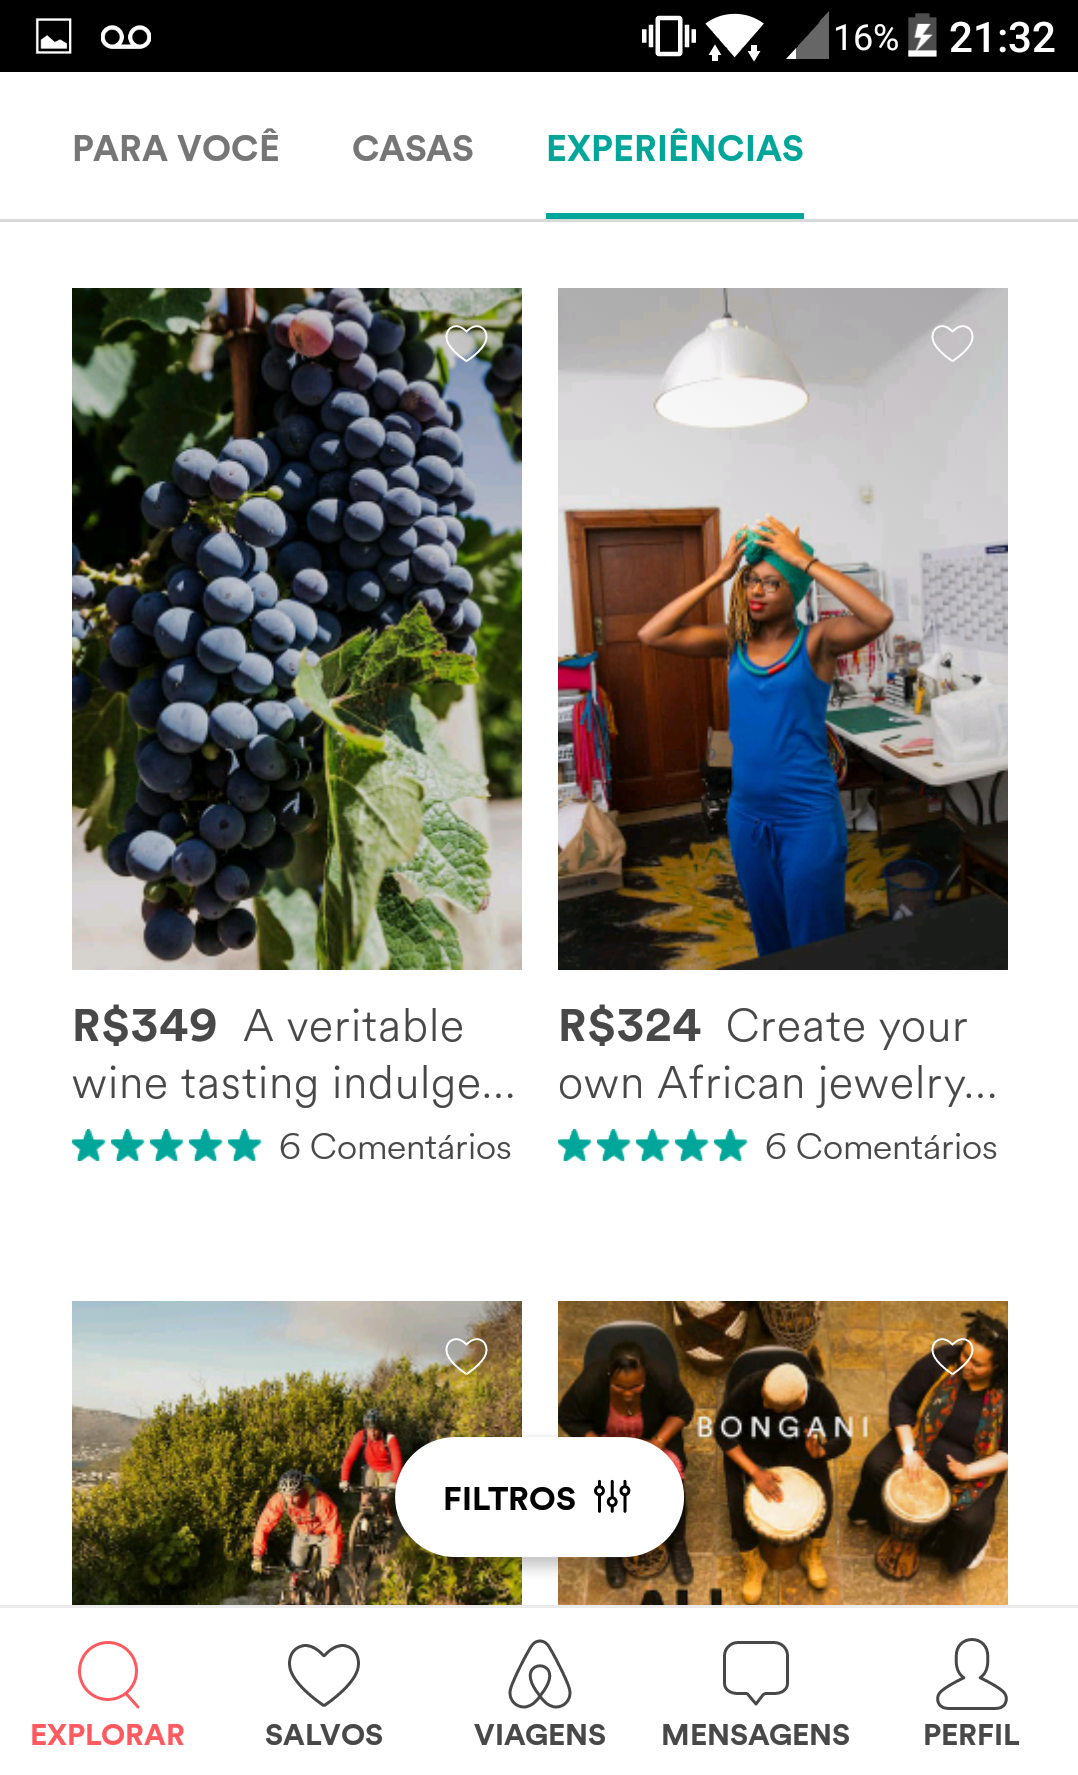 16% 21:32
PARA VOCÊ CASAS EXPERIÊNCIAS
R$349 A veritable
wine tasting indulge...
6 Comentários
R$324 Create your
own African jewelry...
6 Comentários
BONGANI
FILTROS
EXPLORAR SALVOS VIAGENS MENSAGENS PERFIL